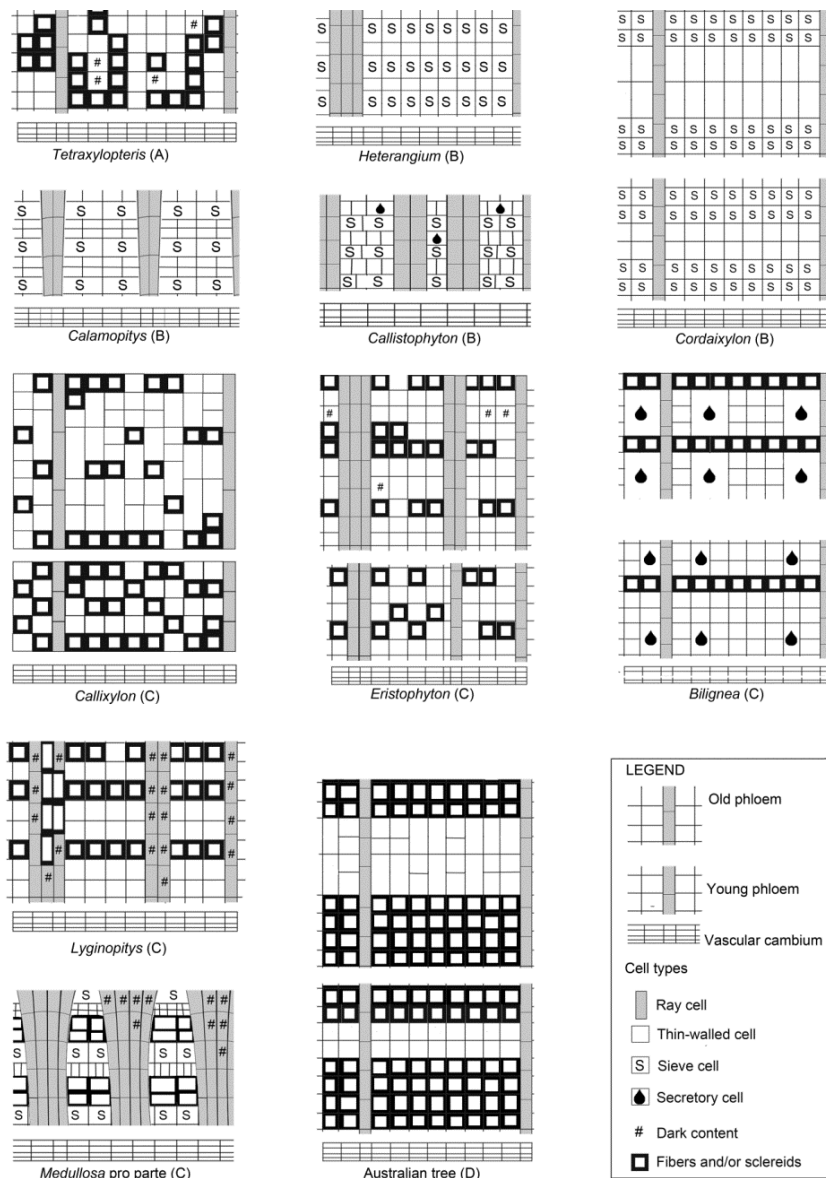 Tetraxylopteris (A)
Heterangium (B)
Calamopitys (B)
Callistophyton (B)
Cordaixylon (B)
Callixylon (C)
Eristophyton (C)
Bilignea (C)
Lyginopitys (C)
Medullosa pro parte (C)
Australian tree (D)
LEGEND
Old phloem
Young phloem
Vascular cambium
Cell types
Ray cell
Thin-walled cell
S Sieve cell
Secretory cell
# Dark content
Fibers and/or sclereids